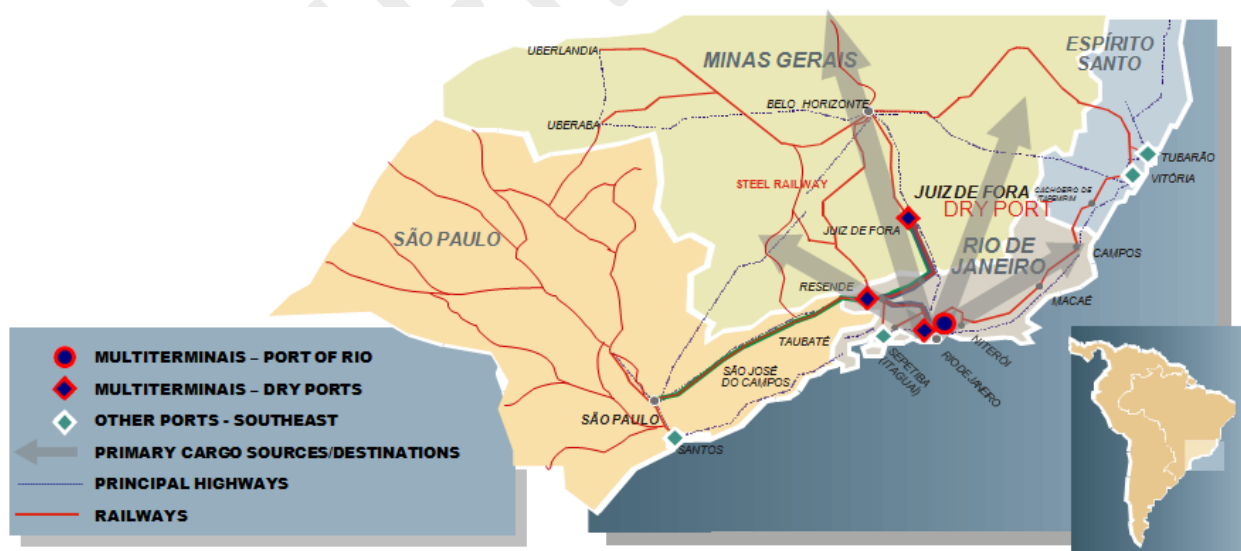 UBERLANDIA
MINAS GERAIS
ESPÍRITO
SANTO
BELO HORIZONTE
UBERABA
TUBARÃO
VITÓRIA
STEEL RAILWAY
JUIZ DE FORA
DRY PORT
CACHOEIRO DE
JUIZ DE FORA
SÃO PAULO
RIO DE
JANEIRO
CAMPOS
RESENDE
MACAÉ
TAUBATÉ
NITERÓI
SEPETIBA
(ITAGUAÍ)
RIO DE JANEIRO
SÃO JOSÉ
DO CAMPOS
SÃO PAULO
SANTOS
MULTITERMINAIS – PORT OF RIO
MULTITERMINAIS – DRY PORTS
OTHER PORTS - SOUTHEAST
PRIMARY CARGO SOURCES/DESTINATIONS
PRINCIPAL HIGHWAYS
RAILWAYS